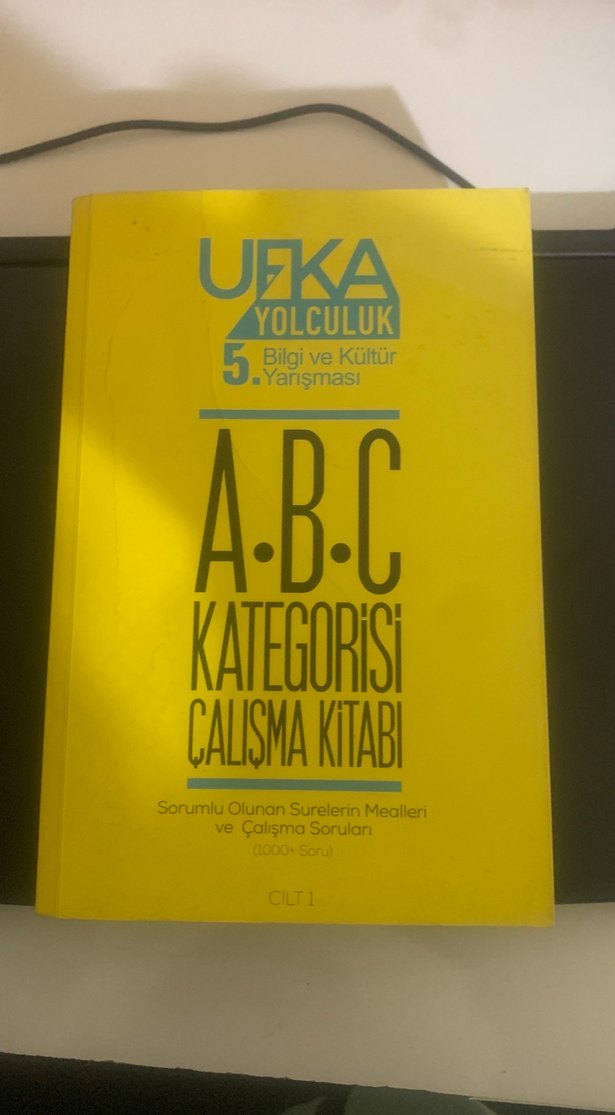 UFKA
YOLCULUK
5. Bilgi ve Kültür
Yarışması
A•B•C
KATEGORİSİ
ÇALIŞMA KİTABI
Sorumlu Olunan Surelerin Mealleri
ve Çalışma Soruları
(1000+ Soru)
CİLT 1